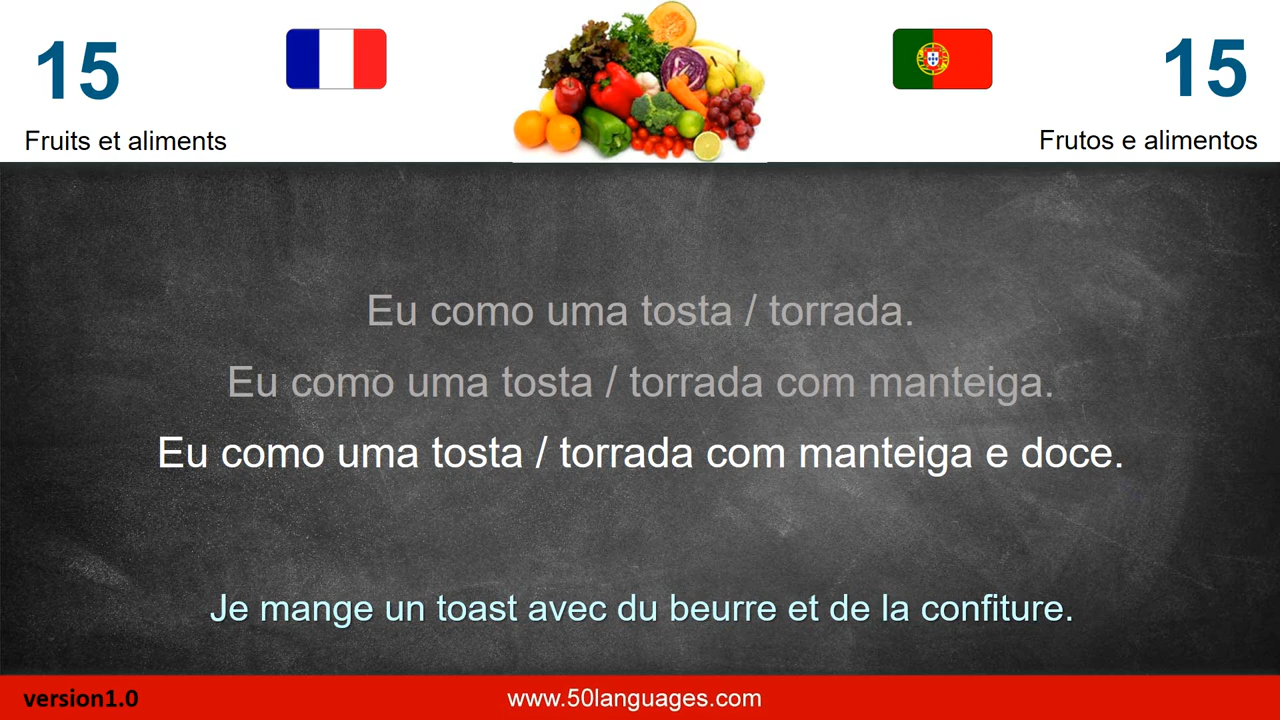 15
15
Fruits et aliments
Frutos e alimentos
Eu como uma tosta / torrada.
Eu como uma tosta / torrada com manteiga.
Eu como uma tosta / torrada com manteiga e doce.
Je mange un toast avec du beurre et de la confiture.
version1.0
www.50languages.com